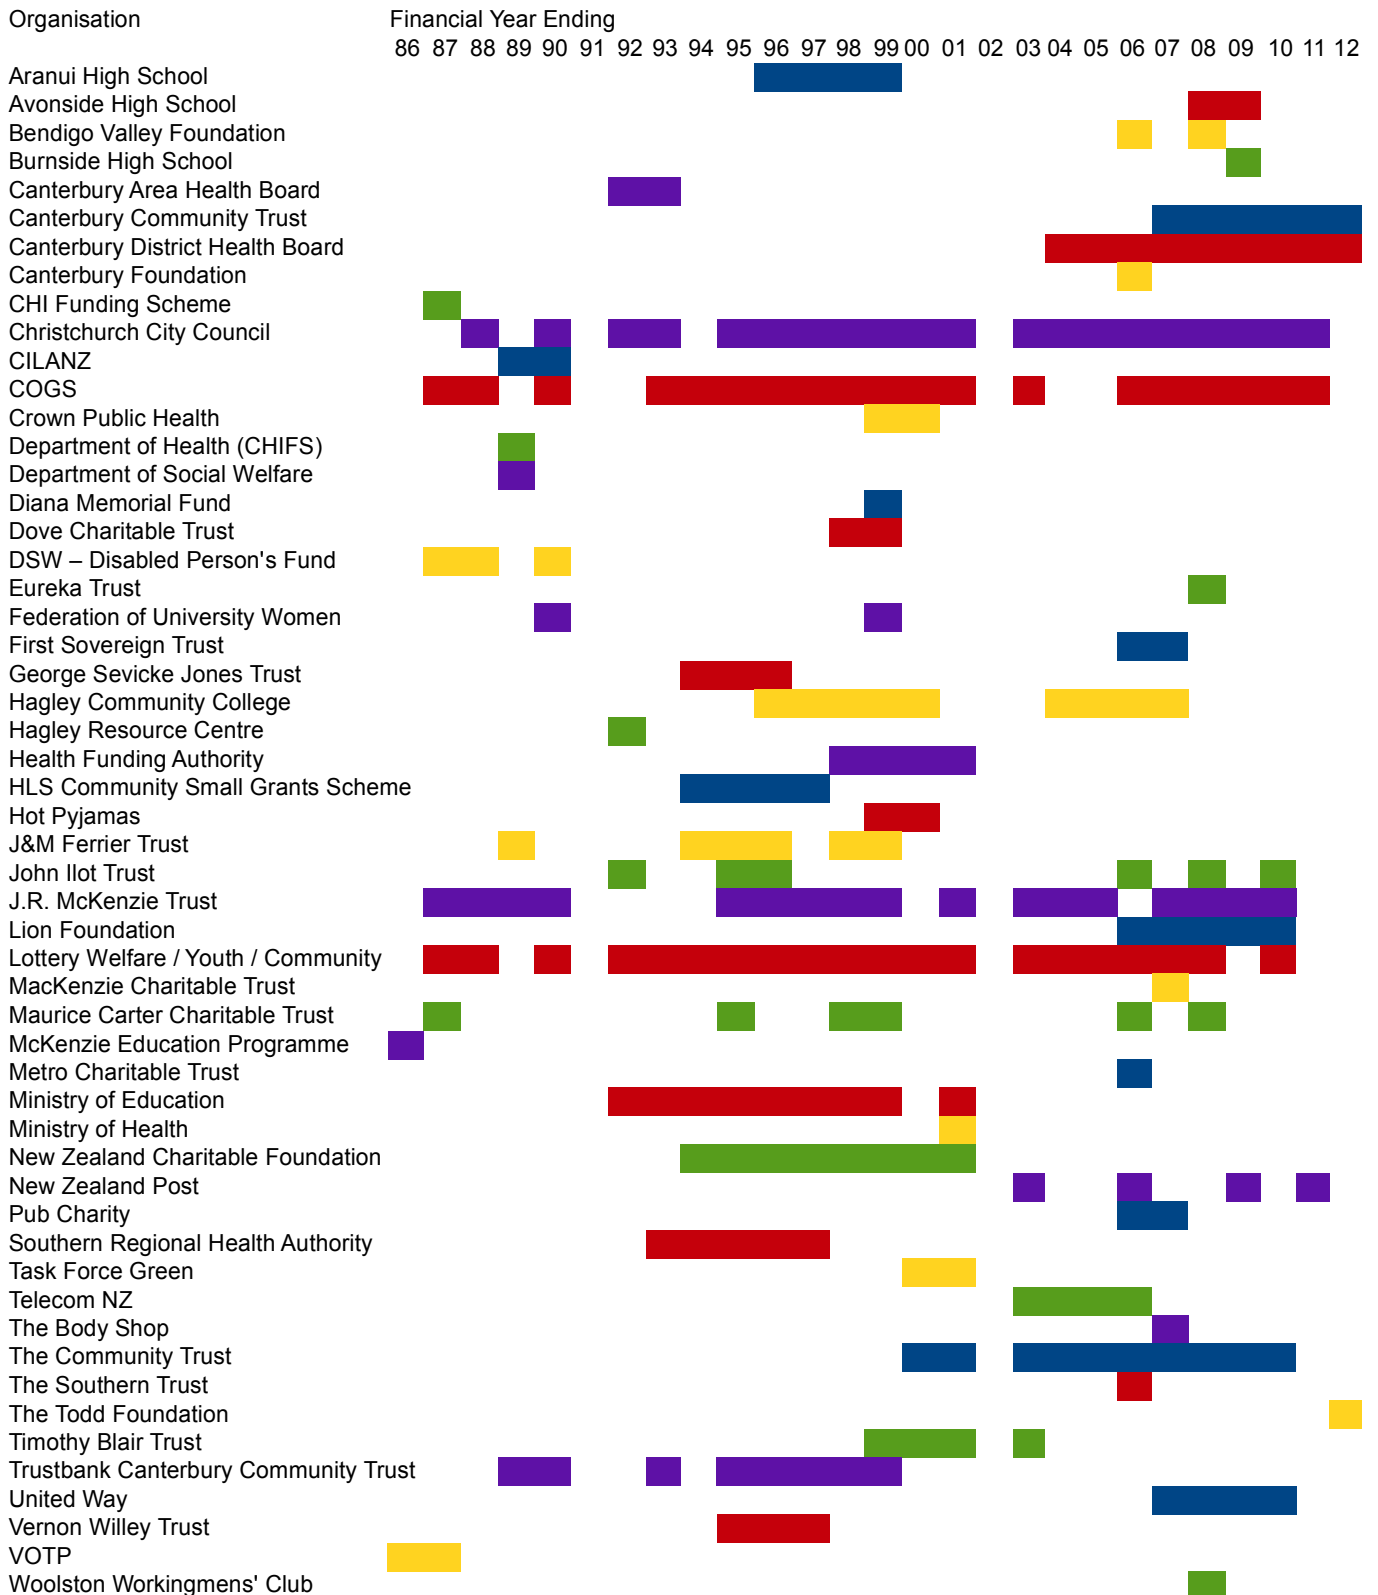 Organisation Financial Year Ending
86 87 88 89 90 91 92 93 94 95 96 97 98 99 00 01 02 03 04 05 06 07 08 09 10 11 12
Aranui High School
Avonside High School
Bendigo Valley Foundation
Burnside High School
Canterbury Area Health Board
Canterbury Community Trust
Canterbury District Health Board
Canterbury Foundation
CHI Funding Scheme
Christchurch City Council
CILANZ
COGS
Crown Public Health
Department of Health (CHIFS)
Department of Social Welfare
Diana Memorial Fund
Dove Charitable Trust
DSW – Disabled Person's Fund
Eureka Trust
Federation of University Women
First Sovereign Trust
George Sevicke Jones Trust
Hagley Community College
Hagley Resource Centre
Health Funding Authority
HLS Community Small Grants Scheme
Hot Pyjamas
J&M Ferrier Trust
John Ilot Trust
J.R. McKenzie Trust
Lion Foundation
Lottery Welfare / Youth / Community
MacKenzie Charitable Trust
Maurice Carter Charitable Trust
McKenzie Education Programme
Metro Charitable Trust
Ministry of Education
Ministry of Health
New Zealand Charitable Foundation
New Zealand Post
Pub Charity
Southern Regional Health Authority
Task Force Green
Telecom NZ
The Body Shop
The Community Trust
The Southern Trust
The Todd Foundation
Timothy Blair Trust
Trustbank Canterbury Community Trust
United Way
Vernon Willey Trust
VOTP
Woolston Workingmens' Club